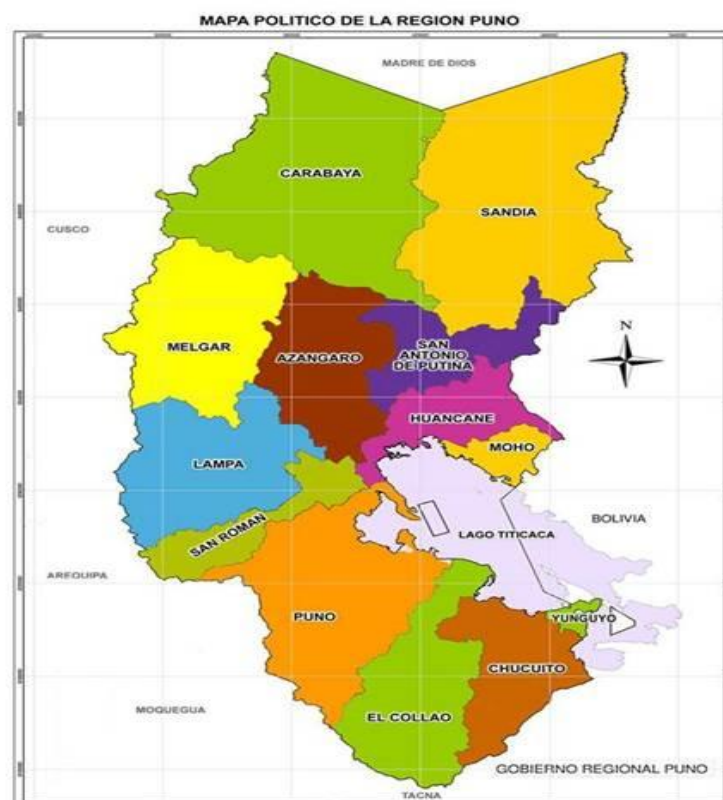 MAPA POLITICO DE LA REGION PUNO
MADRE DE DIOS
CARABAYA
SANDIA
CUSCO
MELGAR
AZANGARO
SAN
ANTONIO
DE PUTINA
N
HUANCANE
MOHO
LAMPA
SAN ROMAN
LAGO TITICACA
BOLIVIA
AREQUIPA
PUNO
YUNGUYO
CHUCUITO
MOQUEGUA
EL COLLAO
GOBIERNO REGIONAL PUNO
TACNA